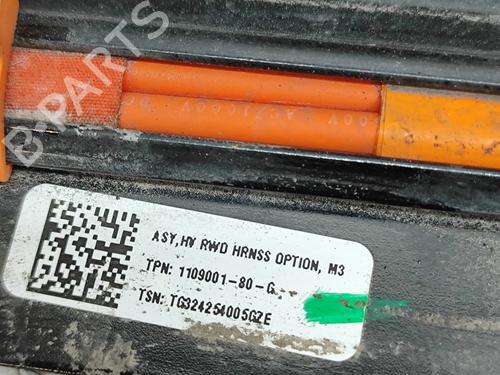 B-PARTS
ASY,HV RWD HRNSS OPTION, M3
TPN: 1109001-80-G
TSN: TG324254005GZE